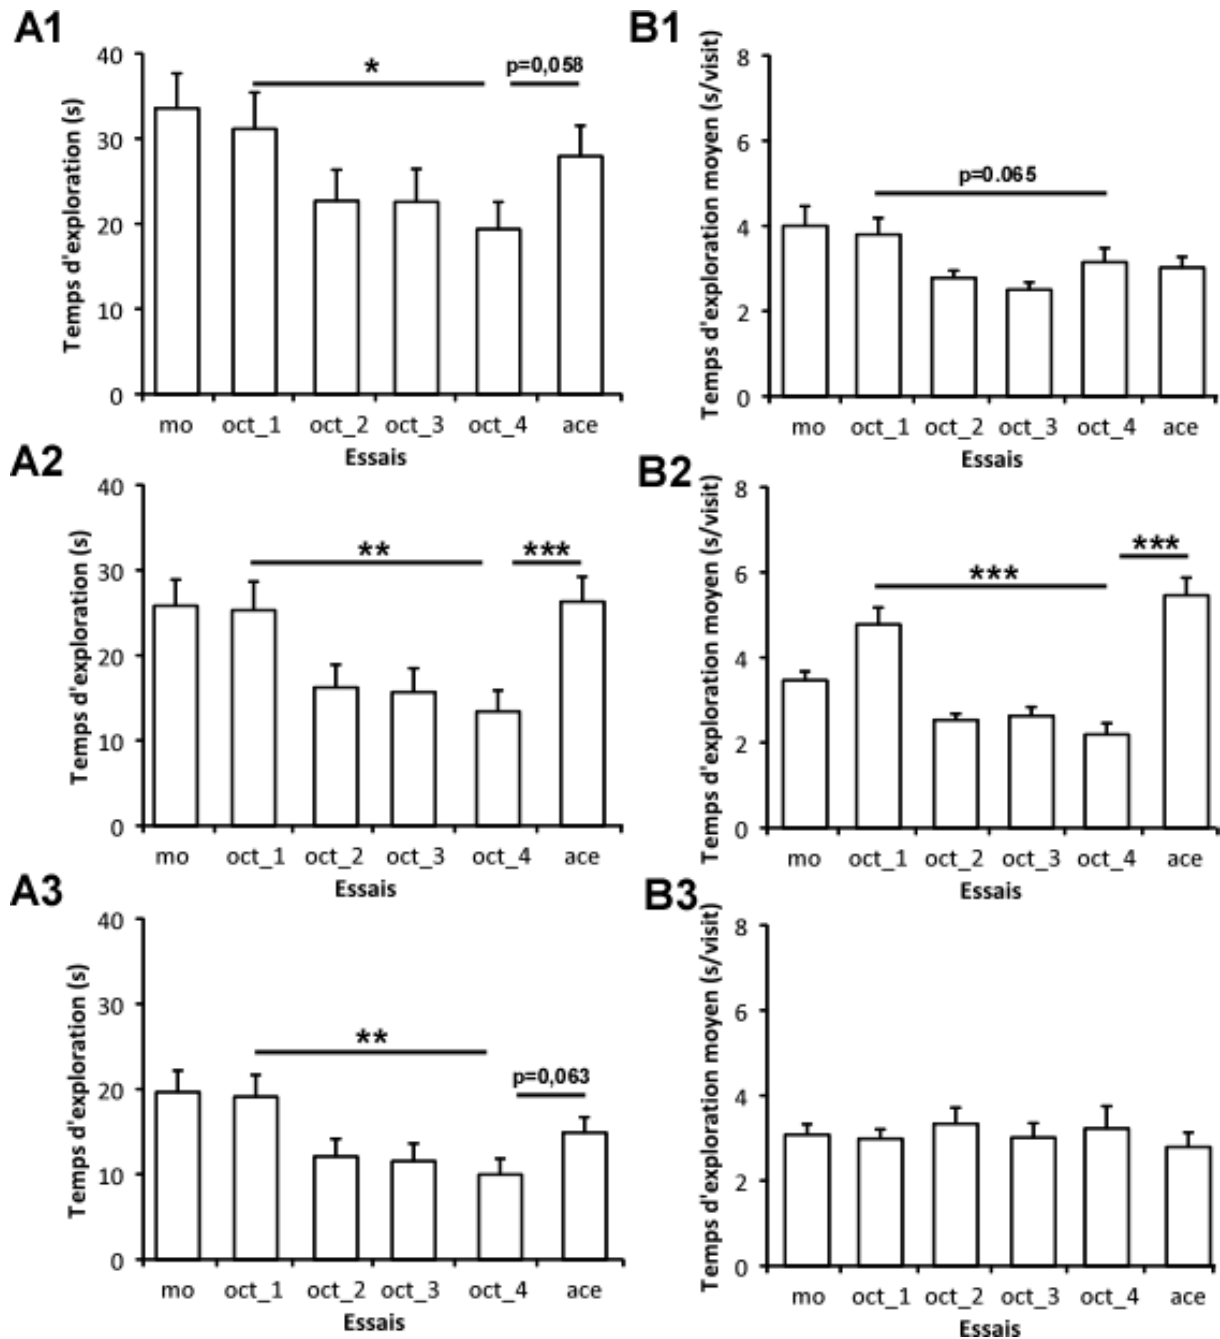 A1
Temps d'exploration (s)
40
30
20
10
0
*
p=0,058
mo oct_1 oct_2 oct_3 oct_4 ace
Essais
B1
Temps d'exploration moyen (s/visit)
8
6
4
2
0
p=0.065
mo oct_1 oct_2 oct_3 oct_4 ace
Essais
A2
Temps d'exploration (s)
40
30
20
10
0
**
***
mo oct_1 oct_2 oct_3 oct_4 ace
Essais
B2
Temps d'exploration moyen (s/visit)
8
6
4
2
0
***
***
mo oct_1 oct_2 oct_3 oct_4 ace
Essais
A3
Temps d'exploration (s)
40
30
20
10
0
**
p=0,063
mo oct_1 oct_2 oct_3 oct_4 ace
Essais
B3
Temps d'exploration moyen (s/visit)
8
6
4
2
0
mo oct_1 oct_2 oct_3 oct_4 ace
Essais